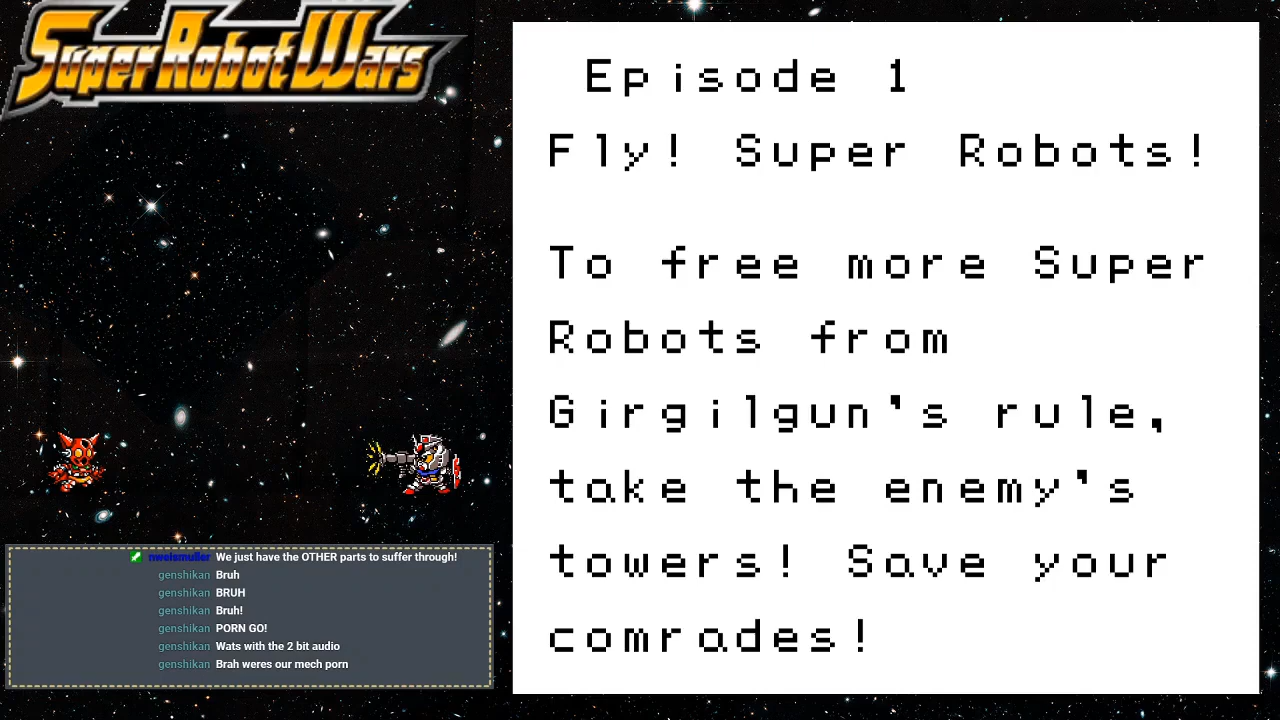 Super Robot Wars
Episode 1
Fly! Super Robots!
To free more Super
Robots from
Girgilgun's rule,
take the enemy's
towers! Save your
comrades!
nweismuller We just have the OTHER parts to suffer through!
genshikan Bruh
genshikan BRUH
genshikan Bruh!
genshikan PORN GO!
genshikan Wats with the 2 bit audio
genshikan Brah weres our mech porn